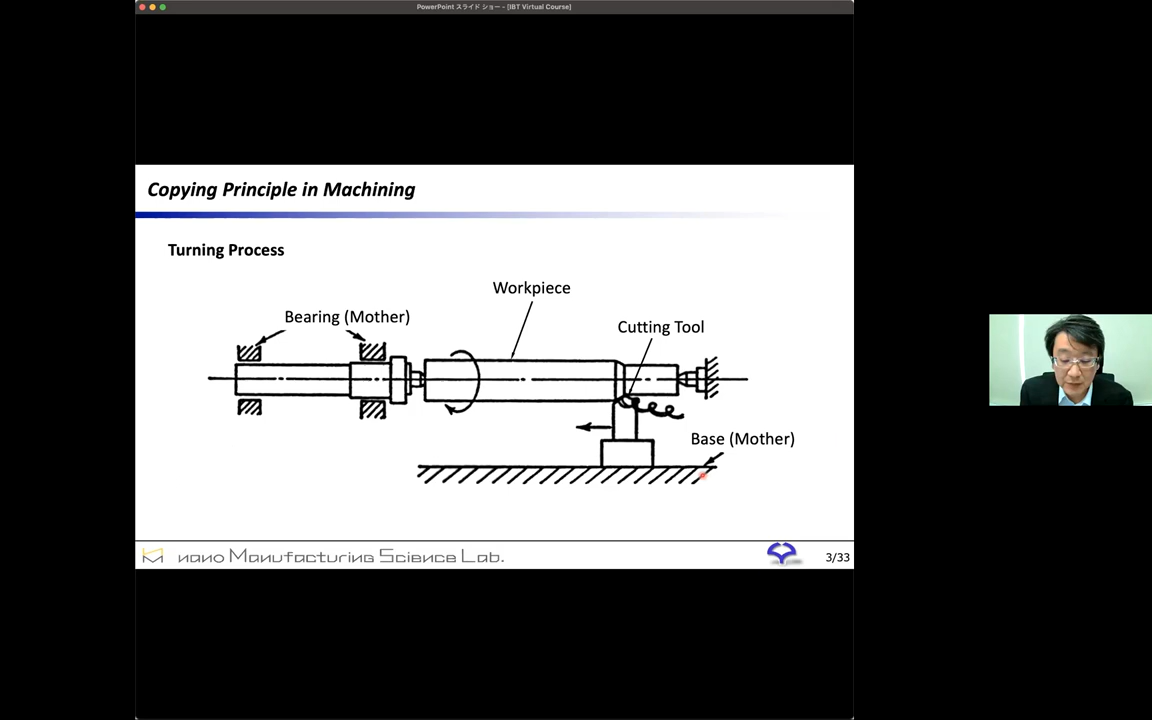 PowerPoint スライド ショー - [IBT Virtual Course]
Copying Principle in Machining
Turning Process
Workpiece
Bearing (Mother)
Cutting Tool
Base (Mother)
nano Manufacturing Science Lab.
3/33